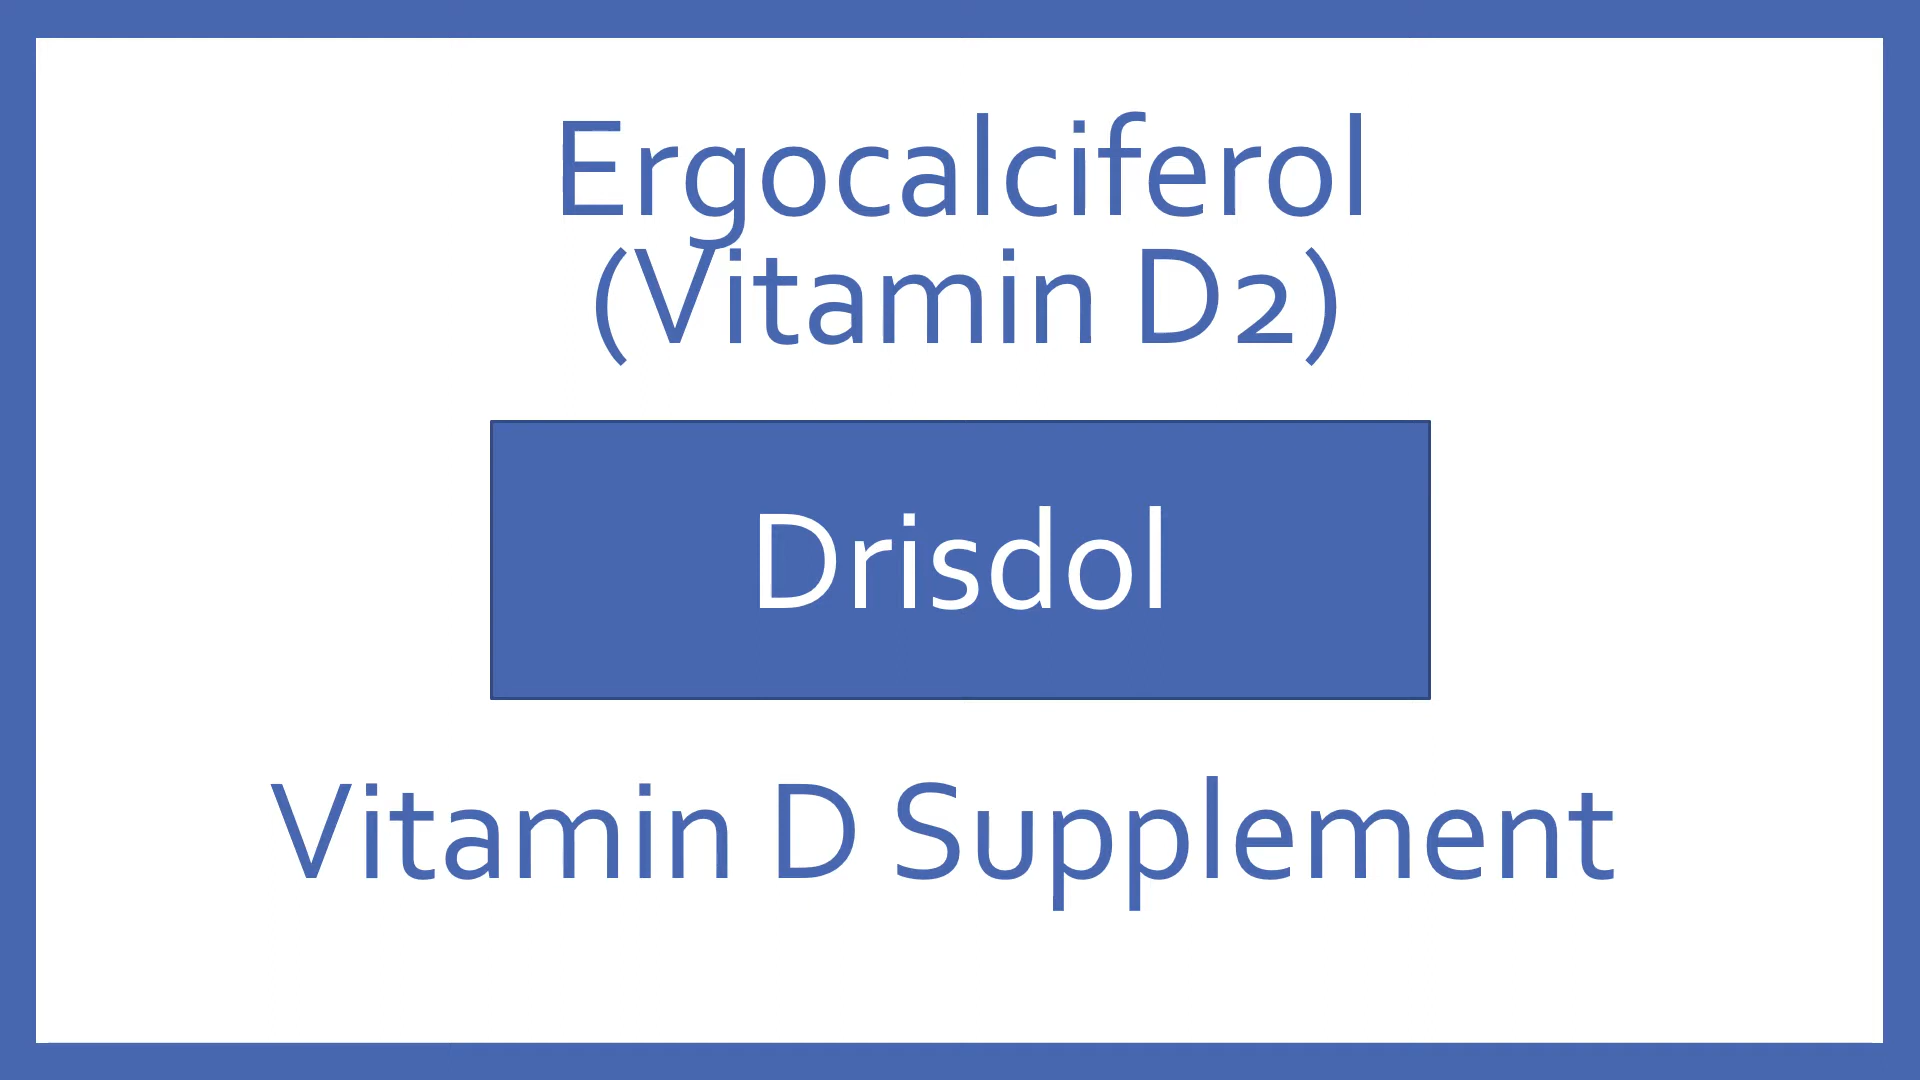 Ergocalciferol
(Vitamin D2)
Drisdol
Vitamin D Supplement